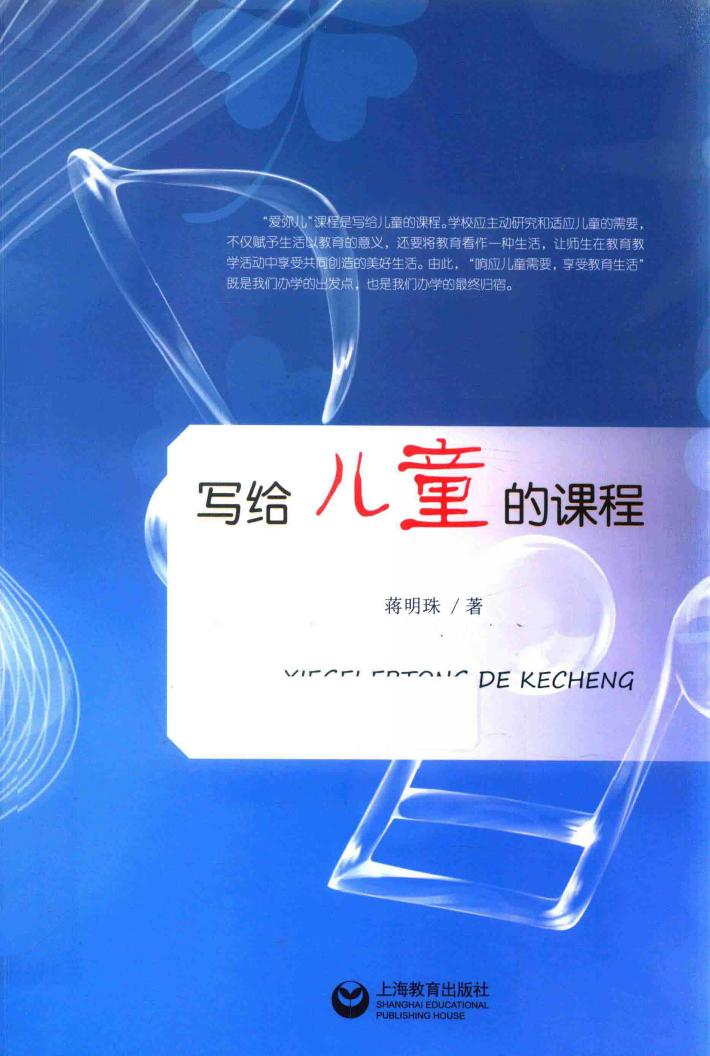 “爱弥儿”课程是写给儿童的课程。学校应主动研究和适应儿童的需要，
不仅赋予生活以教育的意义，还要将教育看作一种生活，让师生在教育教
学活动中享受共同创造的美好生活。由此，“响应儿童需要，享受教育生活”
既是我们办学的出发点，也是我们办学的最终归宿。
写给儿童的课程
蒋明珠 / 著
DE KECHENG
上海教育出版社
SHANGHAI EDUCATIONAL
PUBLISHING HOUSE